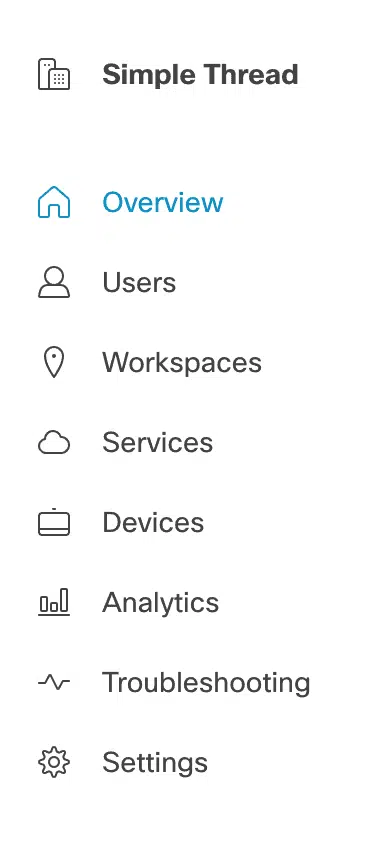 Simple Thread
Overview
Users
Workspaces
Services
Devices
Analytics
Troubleshooting
Settings